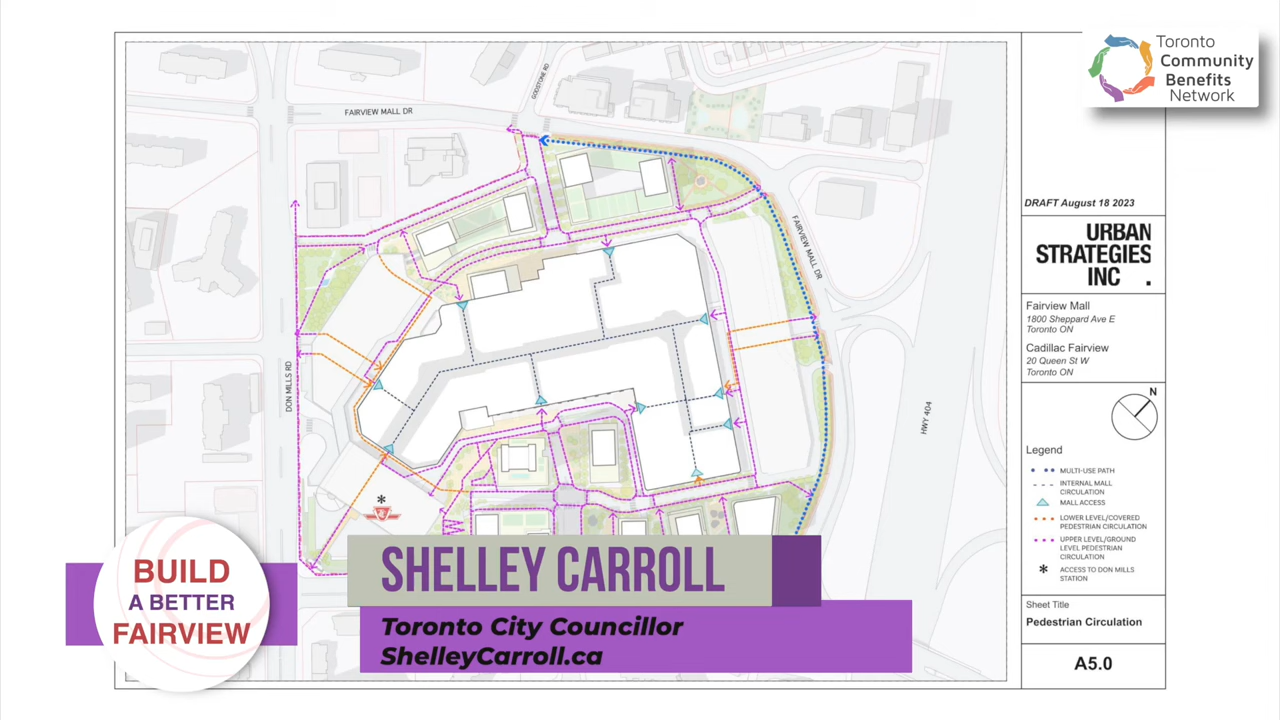 Toronto
Community
Benefits
Network
GODSTONE RD
FAIRVIEW MALL DR
FAIRVIEW MALL DR
DON MILLS RD
HWY 404
DRAFT August 18 2023
URBAN
STRATEGIES
INC .
Fairview Mall
1800 Sheppard Ave E
Toronto ON
Cadillac Fairview
20 Queen St W
Toronto ON
N
Legend
MULTI-USE PATH
INTERNAL MALL
CIRCULATION
MALL ACCESS
LOWER LEVEL/COVERED
PEDESTRIAN CIRCULATION
UPPER LEVEL/GROUND
LEVEL PEDESTRIAN
CIRCULATION
* ACCESS TO DON MILLS
STATION
Sheet Title
Pedestrian Circulation
A5.0
*
BUILD
A BETTER
FAIRVIEW
SHELLEY CARROLL
Toronto City Councillor
ShelleyCarroll.ca